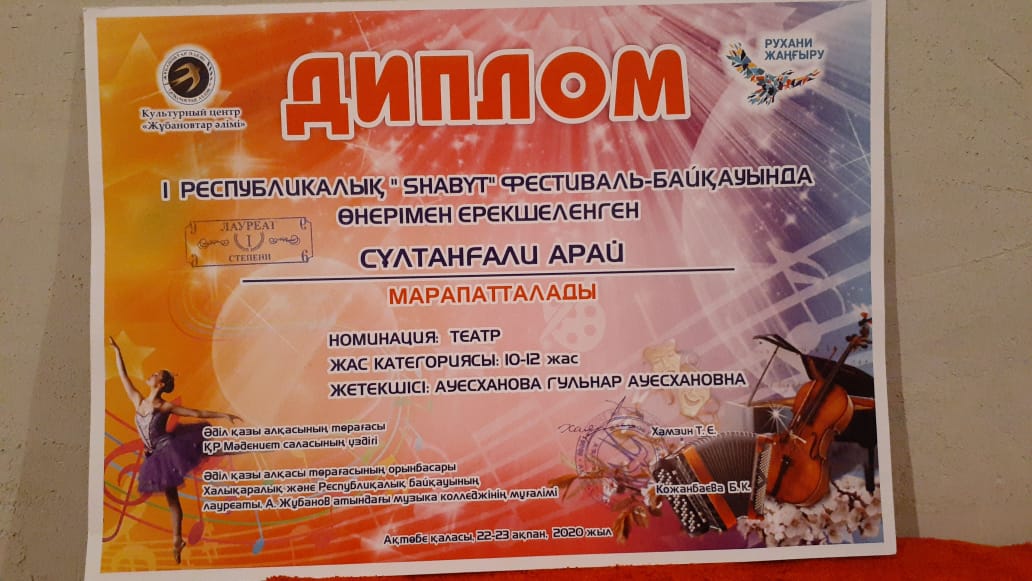 ДИПЛОМ
РУХАНИ
ЖАҢҒЫРУ
Культурный центр
«Жұбановтар әлімі»
I РЕСПУБЛИКАЛЫҚ " SHABYT" ФЕСТИВАЛЬ-БАЙҚАУЫНДА
ӨНЕРІМЕН ЕРЕКШЕЛЕНГЕН
ЛАУРЕАТ
I
СТЕПЕНИ
СҰЛТАНҒАЛИ АРАЙ
МАРАПАТТАЛАДЫ
НОМИНАЦИЯ: ТЕАТР
ЖАС КАТЕГОРИЯСЫ: 10-12 жас
ЖЕТЕКШІСІ: АУЕСХАНОВА ГУЛЬНАР АУЕСХАНОВНА
Әділ қазы алқасының төрағасы
ҚР Мәдениет саласының үздігі
Хамзин Т. Е.
Әділ қазы алқасы төрағасының орынбасары
Халықаралық және Республикалық байқауының
лауреаты, А. Жұбанов атындағы музыка колледжінің мұғалімі
Кожанбаева Б.К.
Ақтөбе қаласы, 22-23 ақпан, 2020 жыл